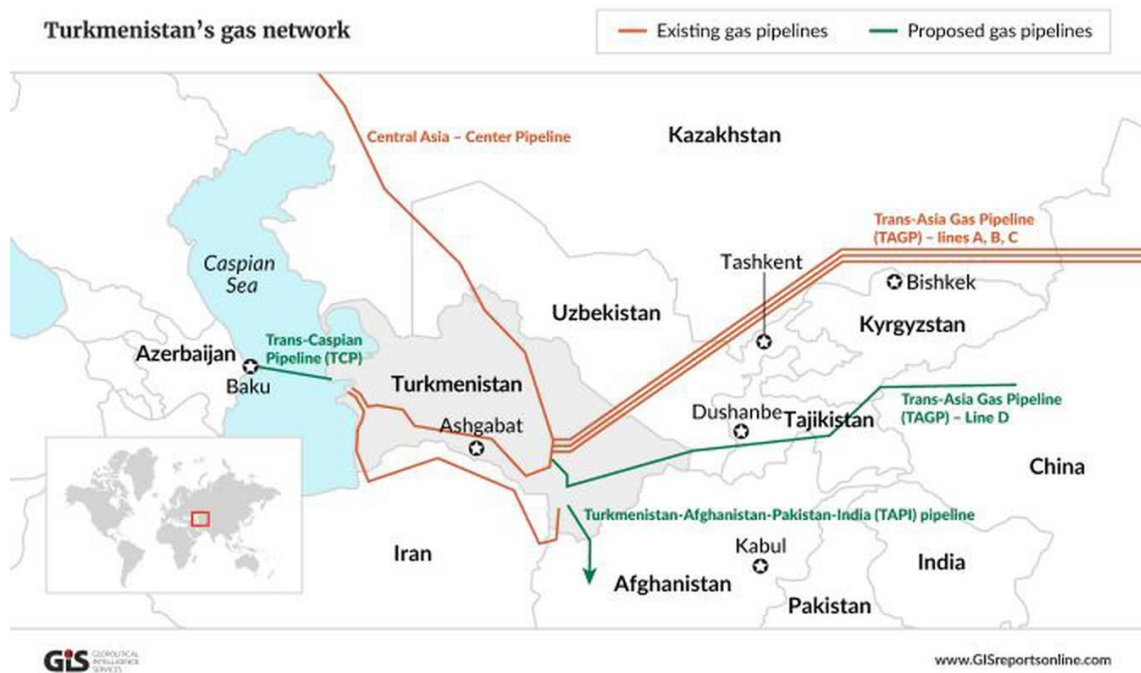 Turkmenistan's gas network
Existing gas pipelines
Proposed gas pipelines
Central Asia – Center Pipeline
Kazakhstan
Trans-Asia Gas Pipeline
(TAGP) – lines A, B, C
Caspian
Sea
Tashkent
Bishkek
Uzbekistan
Kyrgyzstan
Trans-Caspian
Pipeline (TCP)
Azerbaijan
Baku
Turkmenistan
Ashgabat
Dushanbe
Tajikistan
Trans-Asia Gas Pipeline
(TAGP) – Line D
China
Turkmenistan-Afghanistan-Pakistan-India (TAPI) pipeline
Iran
Kabul
Afghanistan
India
Pakistan
GIS
GEOPOLITICAL
INTELLIGENCE
SERVICES
www.GISreportsonline.com